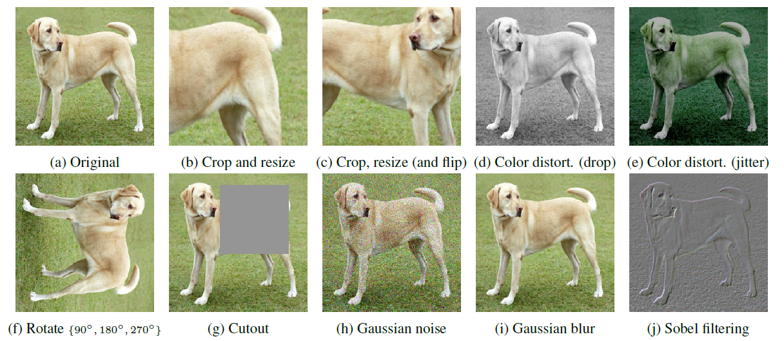 (a) Original
(b) Crop and resize
(c) Crop, resize (and flip)
(d) Color distort. (drop)
(e) Color distort. (jitter)
(f) Rotate {90°, 180°, 270°}
(g) Cutout
(h) Gaussian noise
(i) Gaussian blur
(j) Sobel filtering